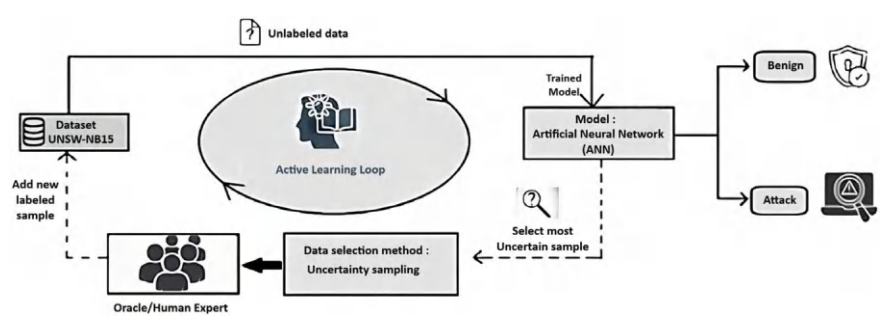 ?
Unlabeled data
Trained
Model
Benign
Dataset
UNSW-NB15
Model :
Artificial Neural Network
(ANN)
Active Learning Loop
Add new
labeled
sample
?
Select most
Uncertain sample
Attack
Data selection method :
Uncertainty sampling
Oracle/Human Expert